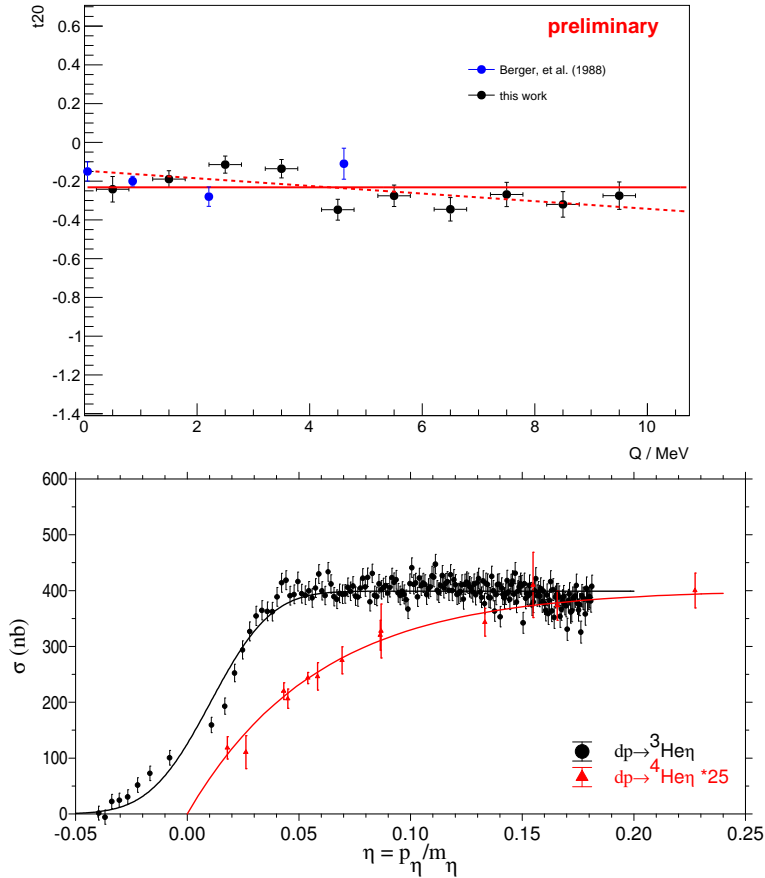 t20
preliminary
0.6
0.4
0.2
0
-0.2
-0.4
-0.6
-0.8
-1
-1.2
-1.4
Berger, et al. (1988)
this work
0 2 4 6 8 10
Q / MeV
600
500
400
300
200
100
0
σ (nb)
dp→³Heη
dp→⁴Heη *25
-0.05 0.00 0.05 0.10 0.15 0.20 0.25
η = p_η/m_η